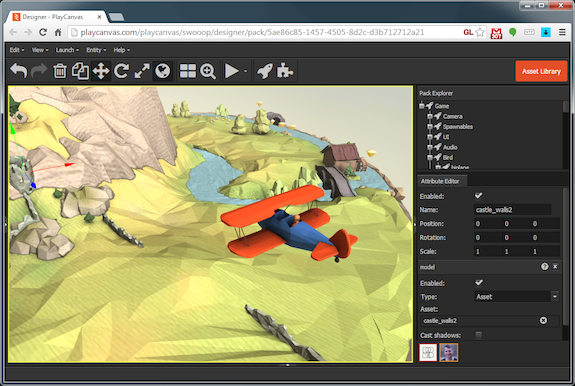 Designer - PlayCanvas
playcanvas.com/playcanvas/swooop/designer/pack/5ae86c85-1457-4505-8d2c-d3b712712a21
GL
Edit
View
Launch
Entity
Help
Asset Library
Pack Explorer
Game
Camera
Spawnables
UI
Audio
Bird
Attribute Editor
Enabled:
Name: castle_walls2
Position: 0 0 0
Rotation: 0 0 0
Scale: 1 1 1
model
Enabled:
Type: Asset
Asset:
castle_walls2
Cast shadows: